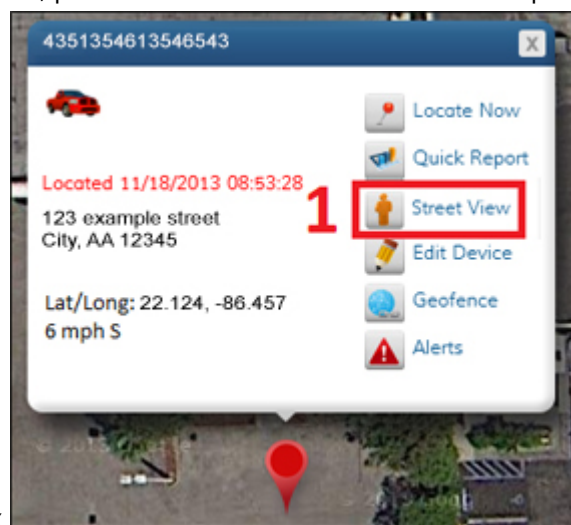 4351354613546543
X
Locate Now
Quick Report
Located 11/18/2013 08:53:28
1
Street View
123 example street
City, AA 12345
Edit Device
Lat/Long: 22.124, -86.457
Geofence
6 mph S
Alerts